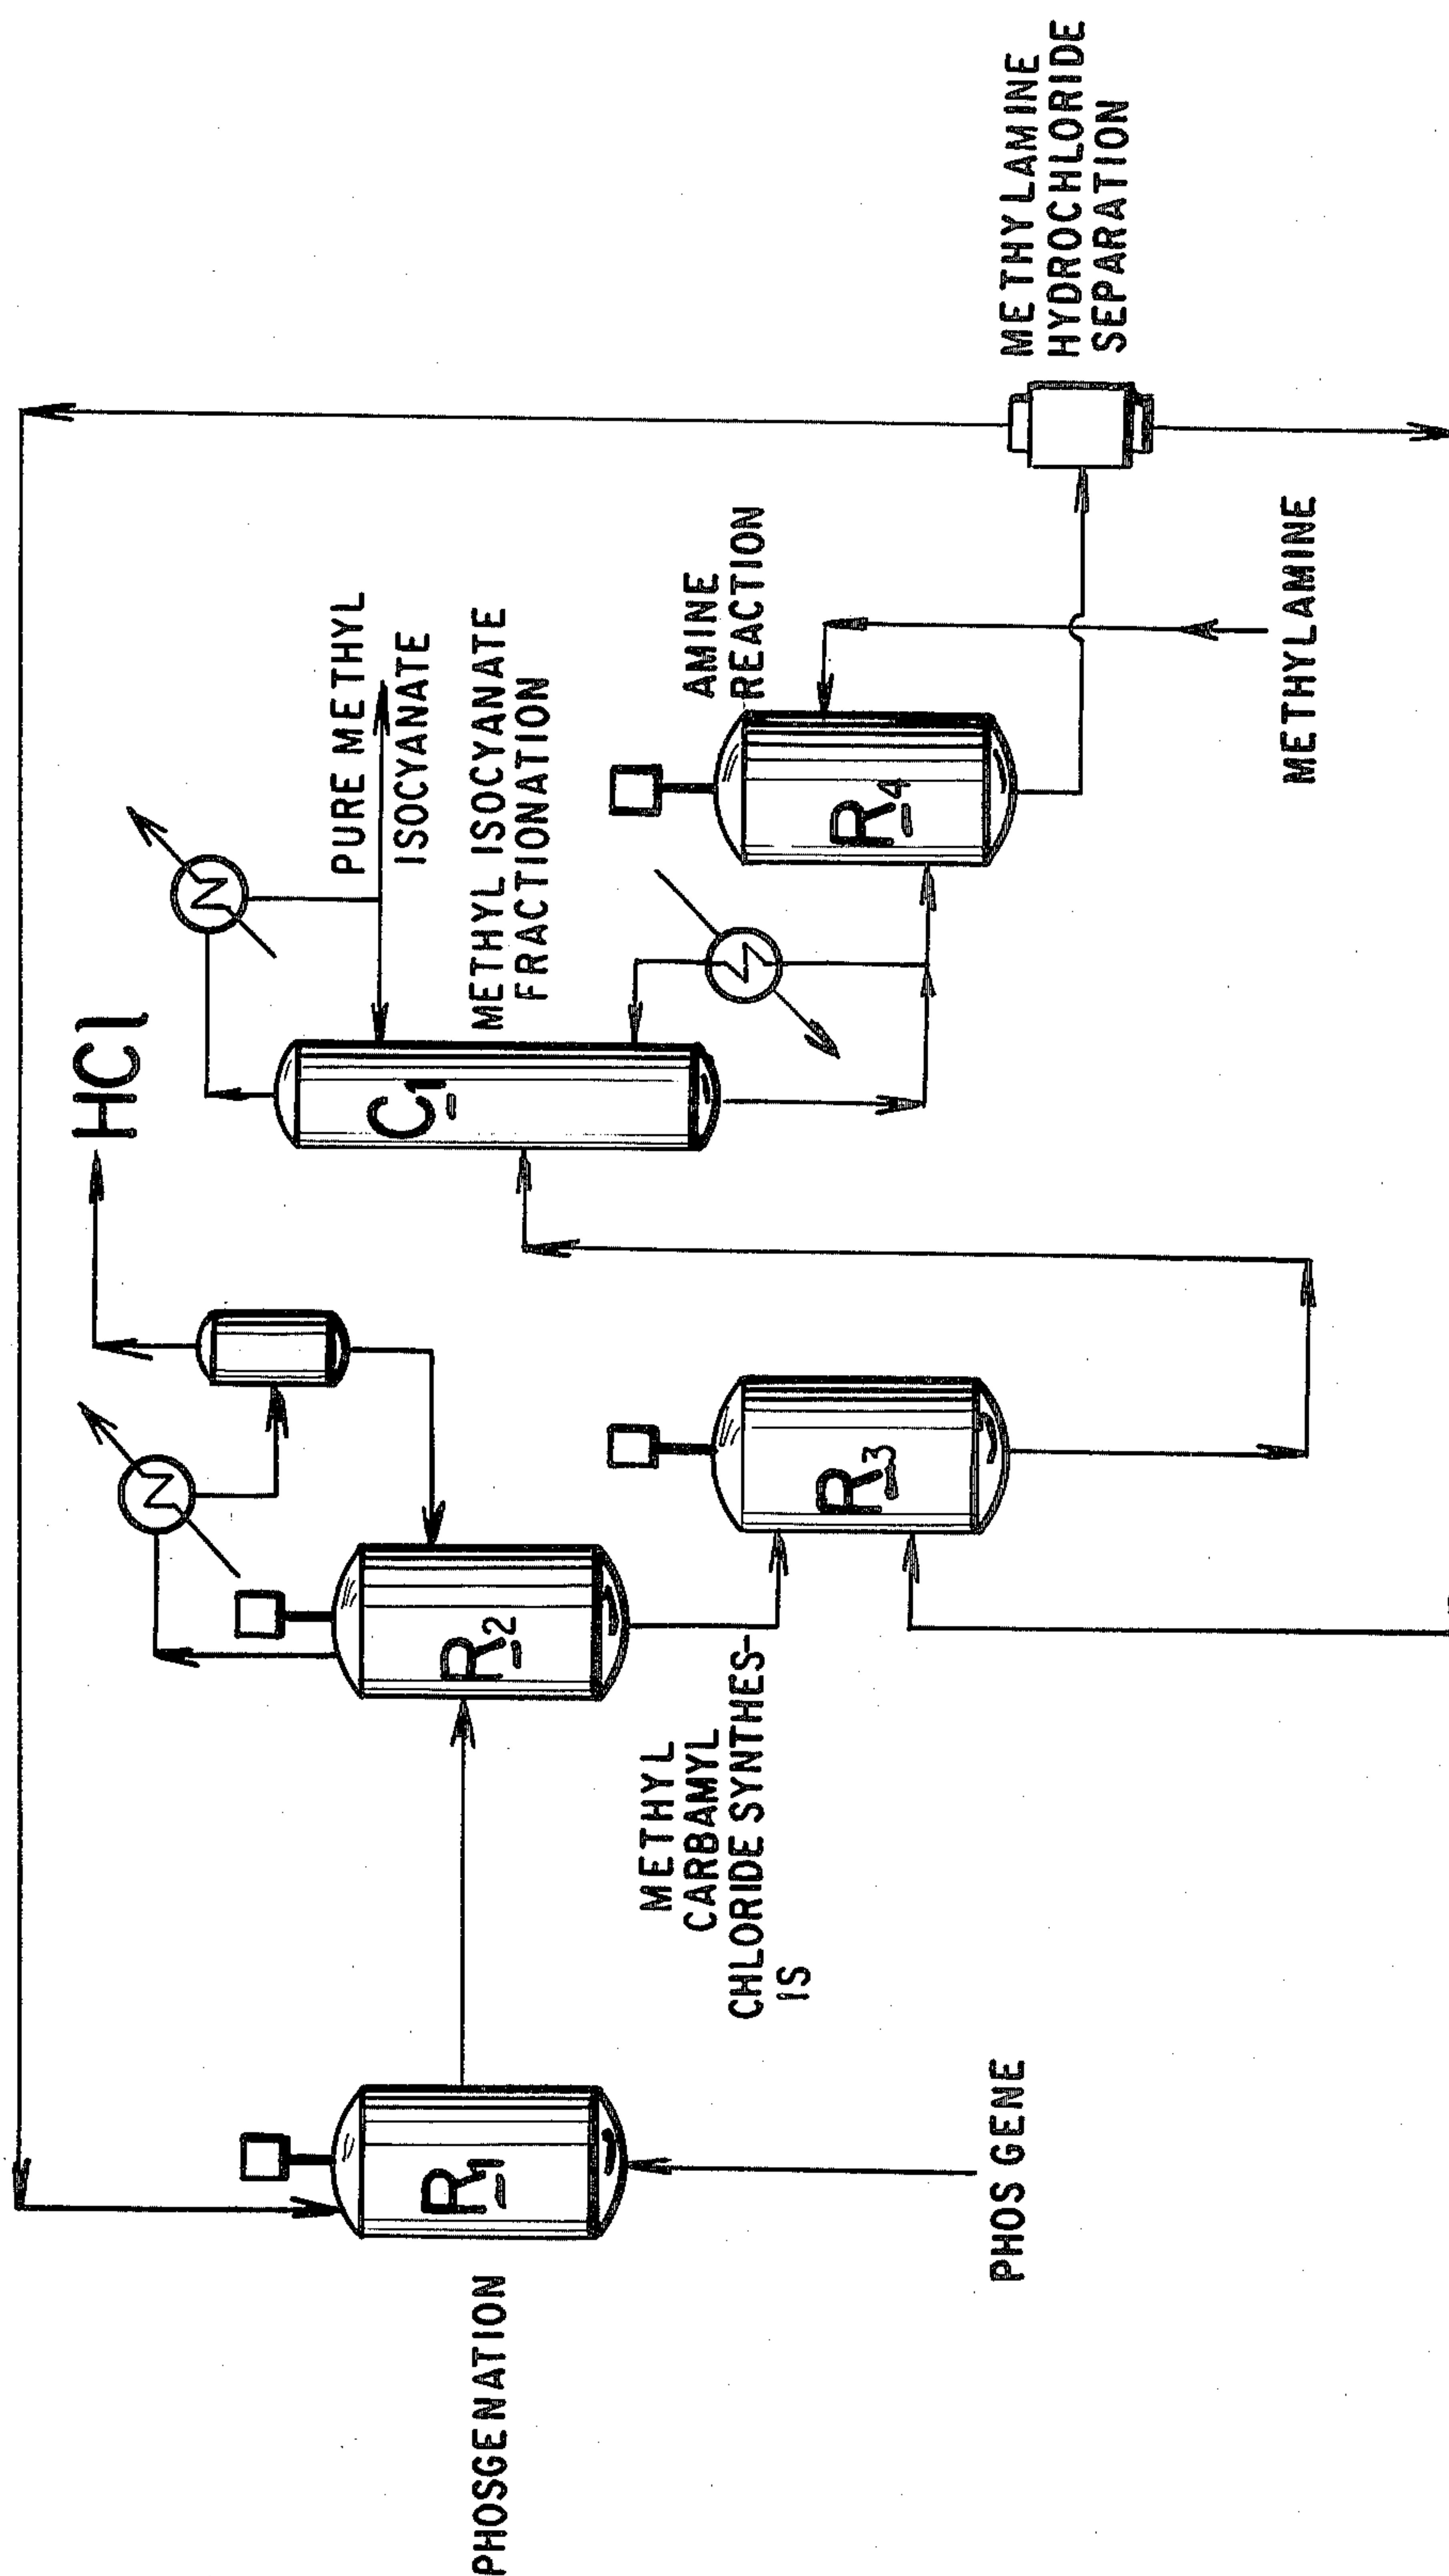 PHOSGENATION
R1
PHOSGENE
R2
METHYL
CARBAMYL
CHLORIDE SYNTHES-
IS
R3
HCl
C1
PURE METHYL
ISOCYANATE
METHYL ISOCYANATE
FRACTIONATION
AMINE
REACTION
R4
METHYLAMINE
METHYLAMINE
HYDROCHLORIDE
SEPARATION